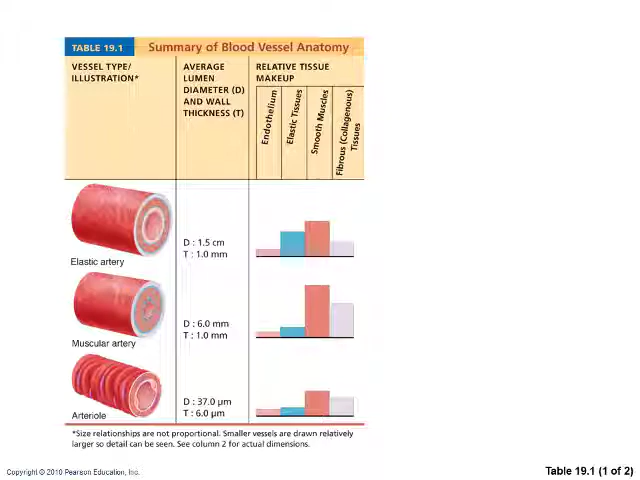 TABLE 19.1 Summary of Blood Vessel Anatomy
VESSEL TYPE/
ILLUSTRATION*
AVERAGE
LUMEN
DIAMETER (D)
AND WALL
THICKNESS (T)
RELATIVE TISSUE
MAKEUP
Endothelium
Elastic Tissues
Smooth Muscles
Fibrous (Collagenous)
Tissues
Elastic artery
D : 1.5 cm
T : 1.0 mm
Muscular artery
D : 6.0 mm
T : 1.0 mm
Arteriole
D : 37.0 µm
T : 6.0 µm
*Size relationships are not proportional. Smaller vessels are drawn relatively
larger so detail can be seen. See column 2 for actual dimensions.
Copyright © 2010 Pearson Education, Inc.
Table 19.1 (1 of 2)